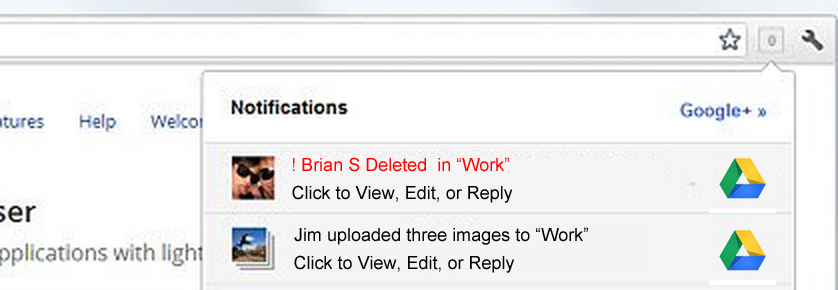 0
Notifications
Google+ »
atures Help Welcor
! Brian S Deleted  in “Work”
Click to View, Edit, or Reply
ser
Jim uploaded three images to “Work”
pplications with light
Click to View, Edit, or Reply